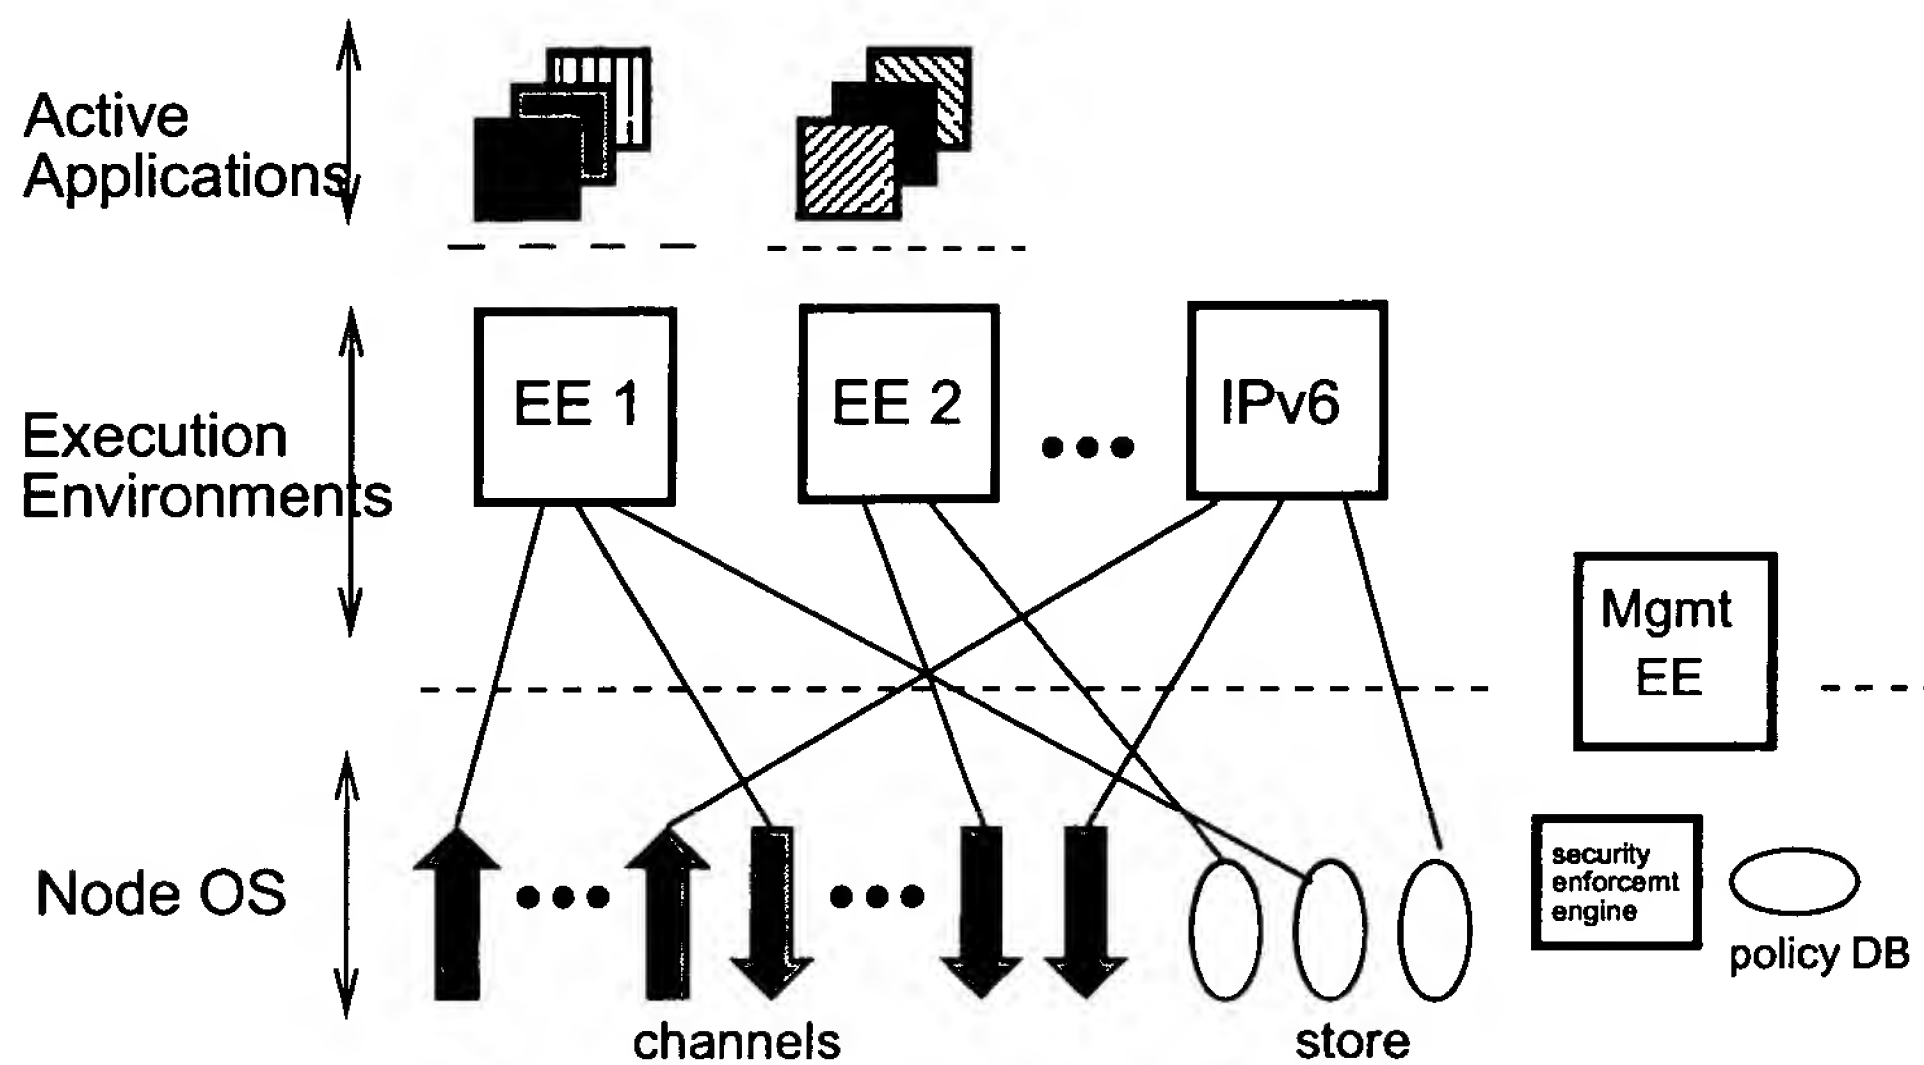 Active
Applications
EE 1
EE 2
IPv6
Execution
Environments
Mgmt
EE
Node OS
security
enforcemt
engine
policy DB
channels
store